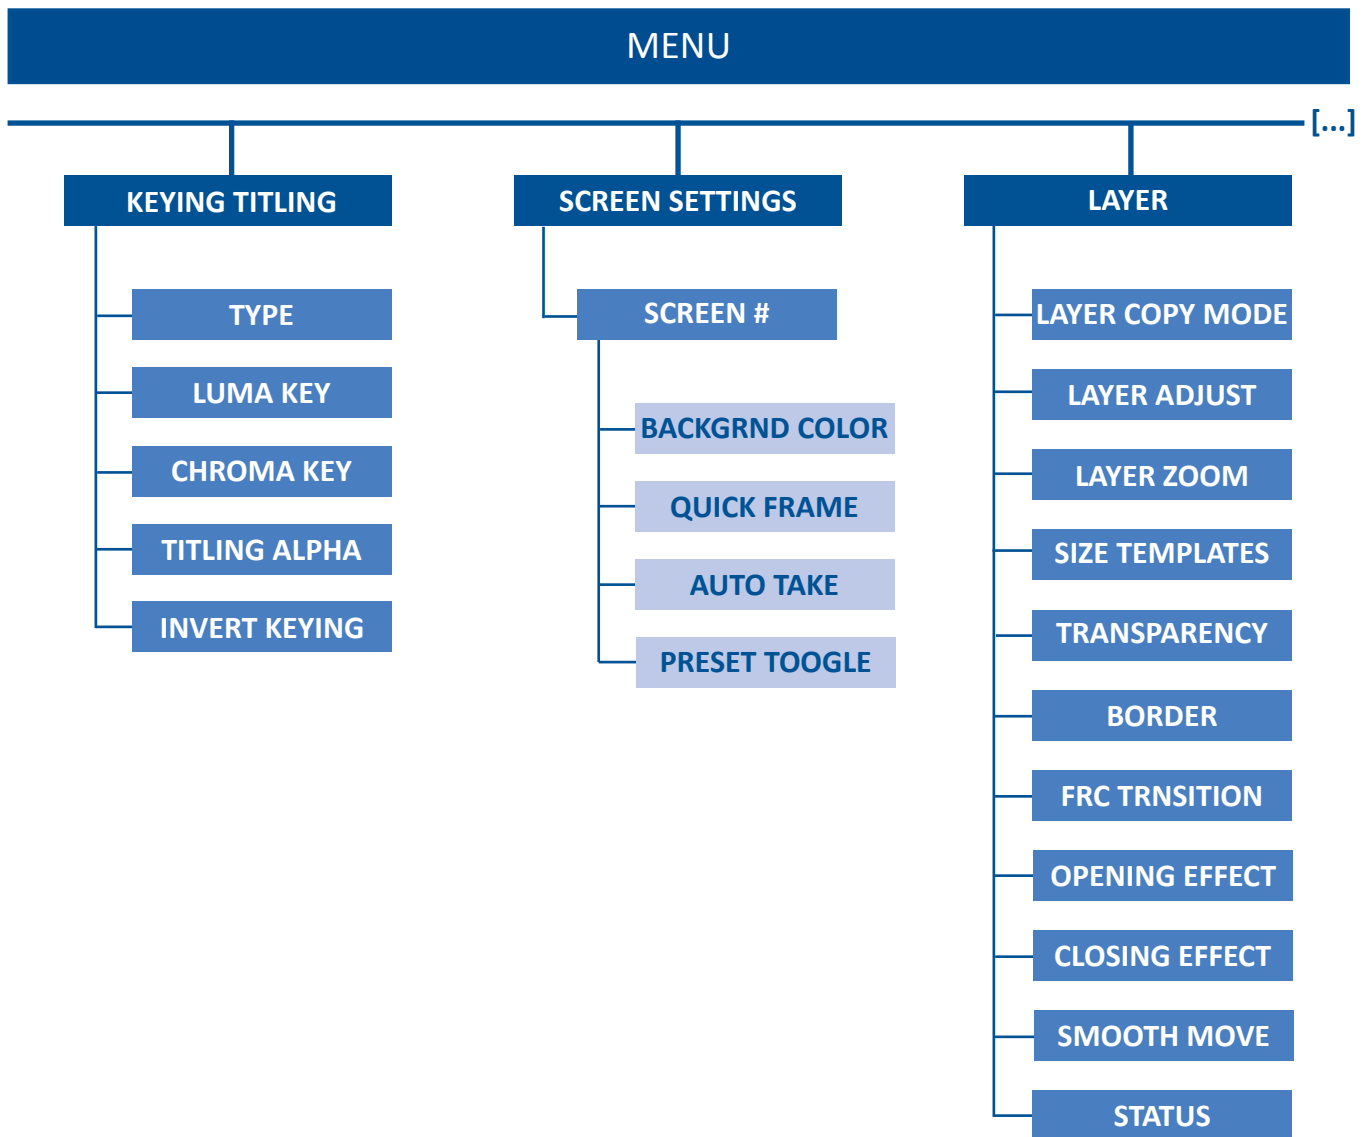 MENU
[...]
KEYING TITLING
TYPE
LUMA KEY
CHROMA KEY
TITLING ALPHA
INVERT KEYING
SCREEN SETTINGS
SCREEN #
BACKGRND COLOR
QUICK FRAME
AUTO TAKE
PRESET TOOGLE
LAYER
LAYER COPY MODE
LAYER ADJUST
LAYER ZOOM
SIZE TEMPLATES
TRANSPARENCY
BORDER
FRC TRNSITION
OPENING EFFECT
CLOSING EFFECT
SMOOTH MOVE
STATUS